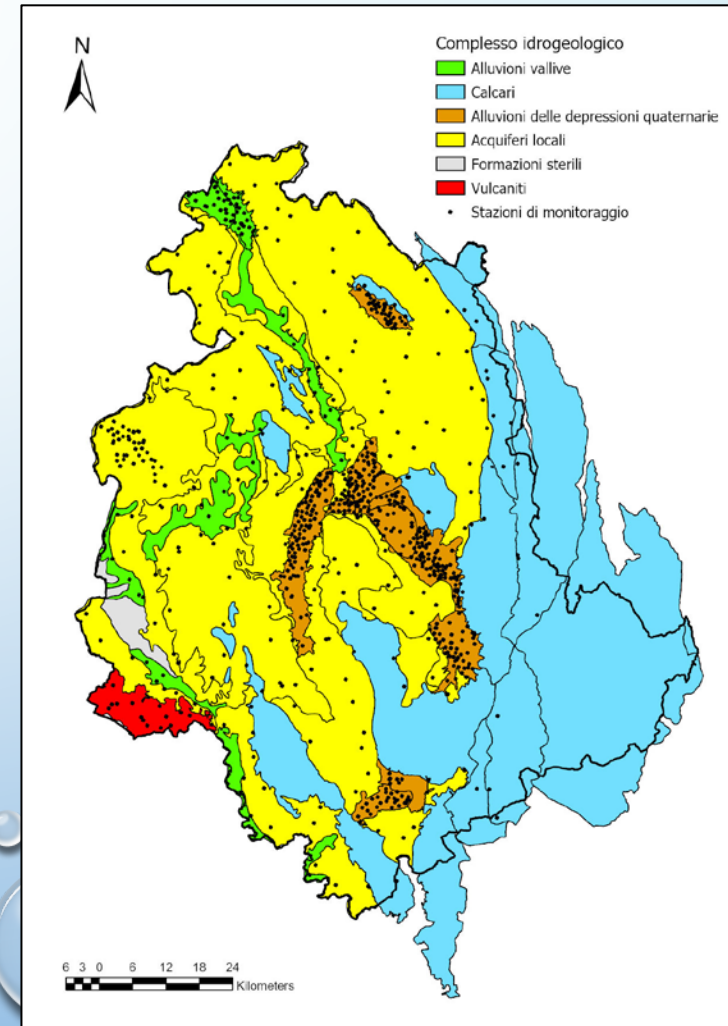 N
Complesso idrogeologico
Alluvioni vallive
Calcari
Alluvioni delle depressioni quaternarie
Acquiferi locali
Formazioni sterili
Vulcaniti
Stazioni di monitoraggio
6 3 0 6 12 18 24
Kilometers